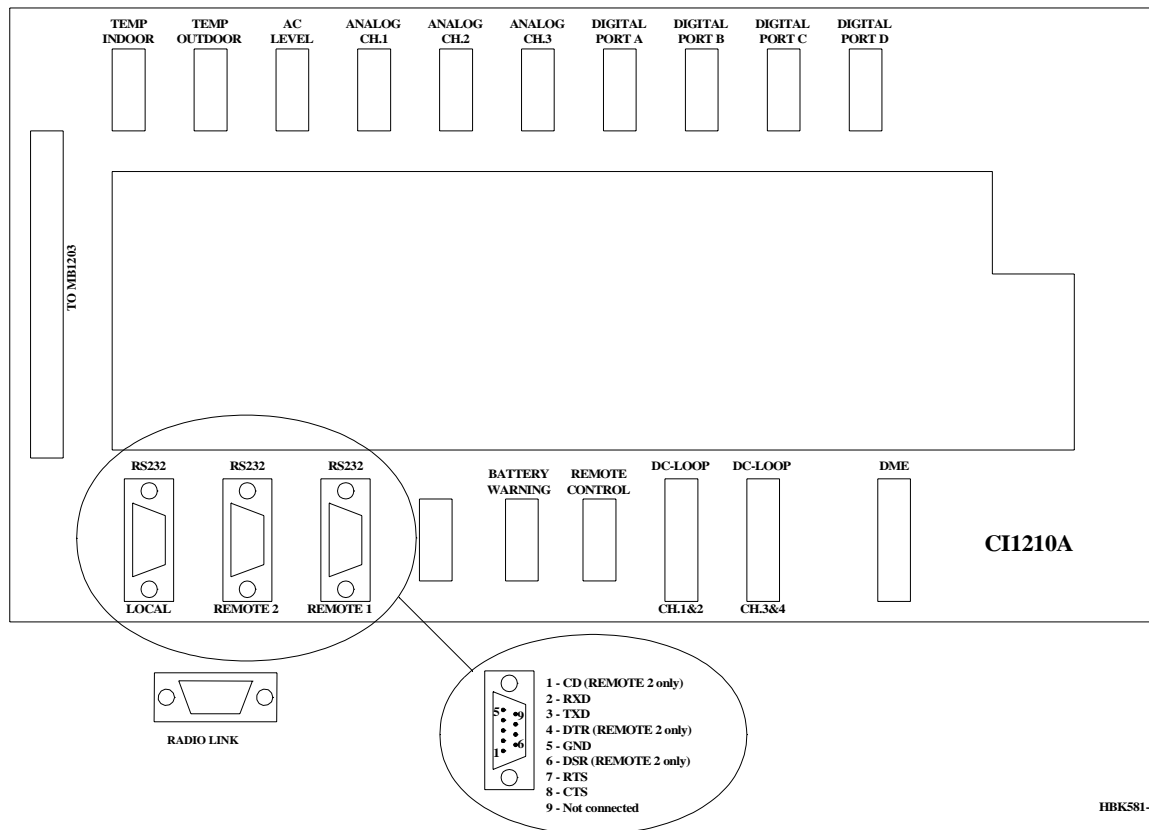 TEMP INDOOR
TEMP OUTDOOR
AC LEVEL
ANALOG CH.1
ANALOG CH.2
ANALOG CH.3
DIGITAL PORT A
DIGITAL PORT B
DIGITAL PORT C
DIGITAL PORT D
TO MB1203
RS232
RS232
RS232
BATTERY WARNING
REMOTE CONTROL
DC-LOOP
DC-LOOP
DME
CI1210A
LOCAL
REMOTE 2
REMOTE 1
CH.1&2
CH.3&4
RADIO LINK
5
9
1
6
1 - CD (REMOTE 2 only)
2 - RXD
3 - TXD
4 - DTR (REMOTE 2 only)
5 - GND
6 - DSR (REMOTE 2 only)
7 - RTS
8 - CTS
9 - Not connected
HBK581-